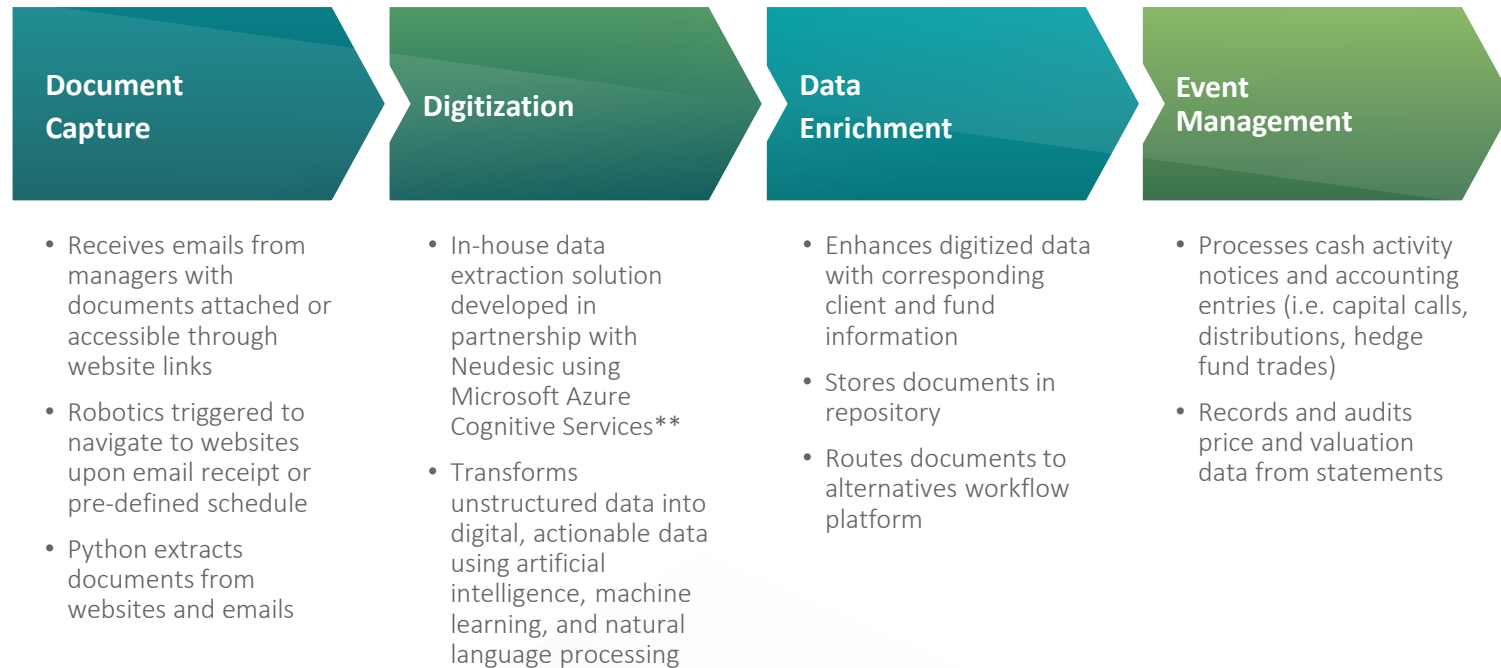 Document
Capture
Digitization
Data
Enrichment
Event
Management
• Receives emails from
managers with
documents attached or
accessible through
website links
• Robotics triggered to
navigate to websites
upon email receipt or
pre-defined schedule
• Python extracts
documents from
websites and emails
• In-house data
extraction solution
developed in
partnership with
Neudesic using
Microsoft Azure
Cognitive Services**
• Transforms
unstructured data into
digital, actionable data
using artificial
intelligence, machine
learning, and natural
language processing
• Enhances digitized data
with corresponding
client and fund
information
• Stores documents in
repository
• Routes documents to
alternatives workflow
platform
• Processes cash activity
notices and accounting
entries (i.e. capital calls,
distributions, hedge
fund trades)
• Records and audits
price and valuation
data from statements